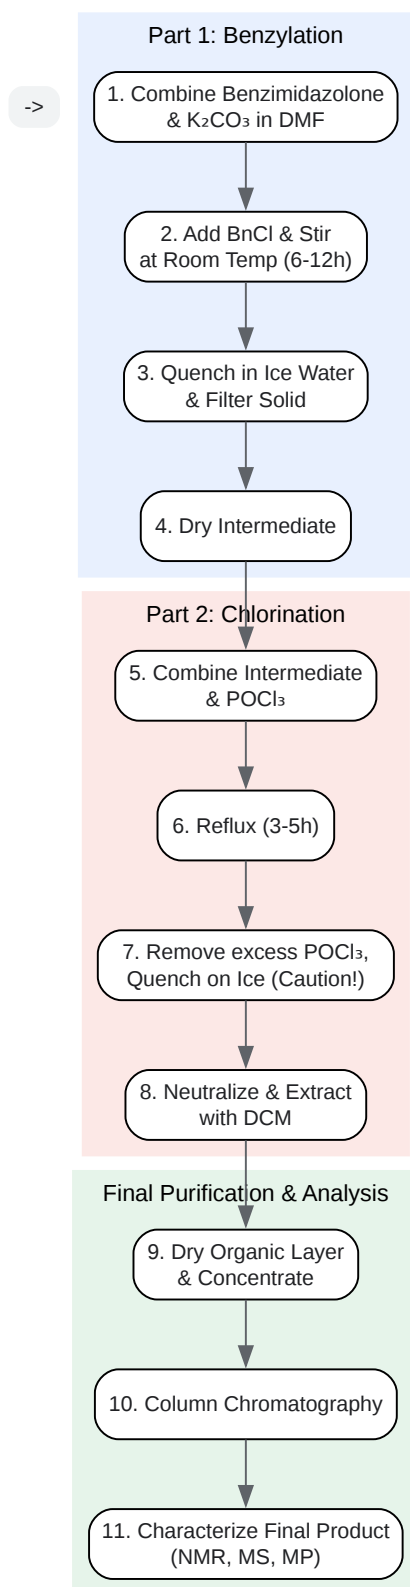 Part 1: Benzylation
->
1. Combine Benzimidazolone
& K₂CO₃ in DMF
2. Add BnCl & Stir
at Room Temp (6-12h)
3. Quench in Ice Water
& Filter Solid
4. Dry Intermediate
Part 2: Chlorination
5. Combine Intermediate
& POCl₃
6. Reflux (3-5h)
7. Remove excess POCl₃,
Quench on Ice (Caution!)
8. Neutralize & Extract
with DCM
Final Purification & Analysis
9. Dry Organic Layer
& Concentrate
10. Column Chromatography
11. Characterize Final Product
(NMR, MS, MP)